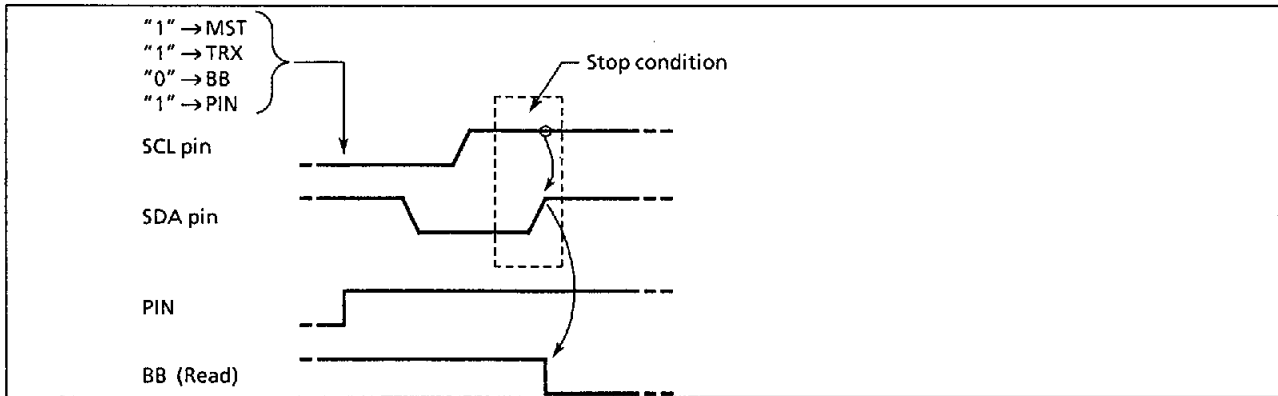 "1" → MST
"1" → TRX
"0" → BB
"1" → PIN
Stop condition
SCL pin
SDA pin
PIN
BB (Read)